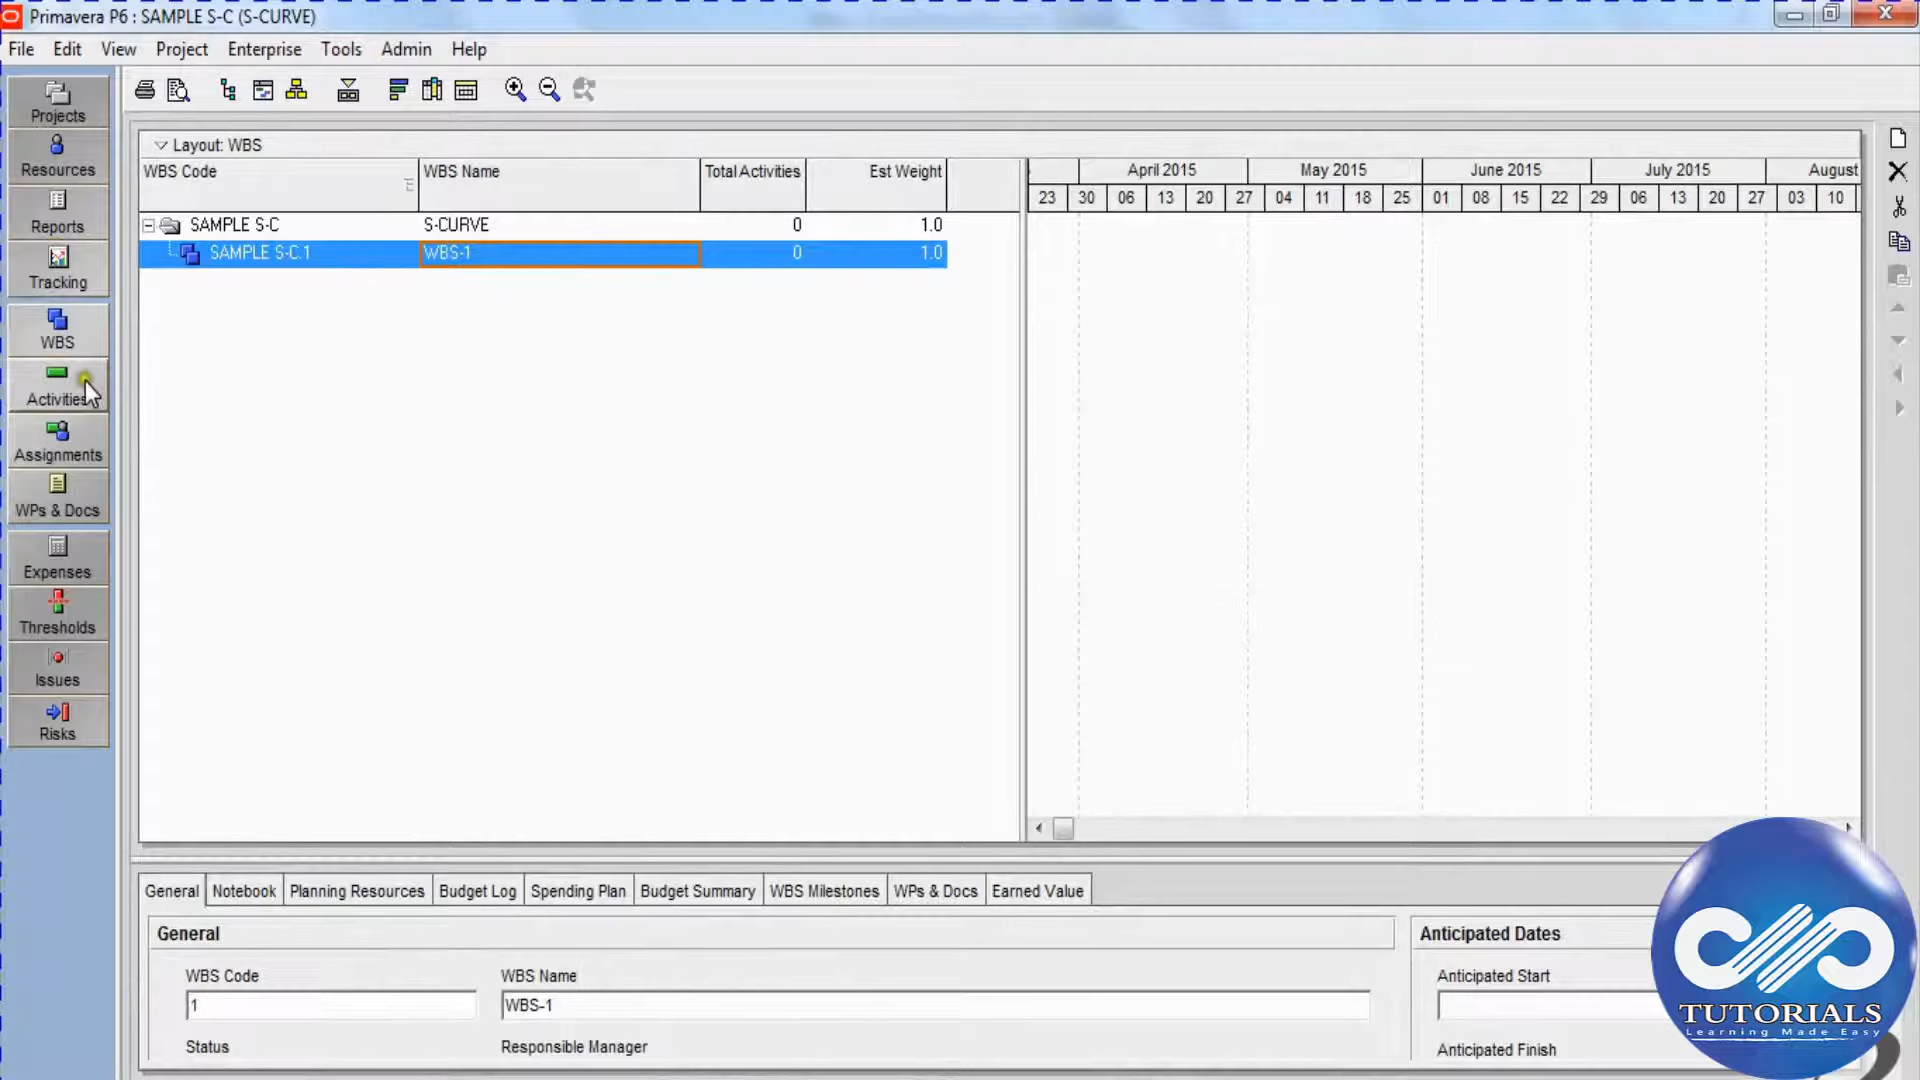 Primavera P6 : SAMPLE S-C (S-CURVE)
File Edit View Project Enterprise Tools Admin Help
Projects
Resources
Reports
Tracking
WBS
Activities
Assignments
WPs & Docs
Expenses
Thresholds
Issues
Risks
Layout: WBS
WBS Code WBS Name Total Activities Est Weight
SAMPLE S-C S-CURVE 0 1.0
SAMPLE S-C.1 WBS-1 0 1.0
April 2015 May 2015 June 2015 July 2015 August
23 30 06 13 20 27 04 11 18 25 01 08 15 22 29 06 13 20 27 03 10
General Notebook Planning Resources Budget Log Spending Plan Budget Summary WBS Milestones WPs & Docs Earned Value
General
WBS Code WBS Name
1 WBS-1
Status Responsible Manager
Anticipated Dates
Anticipated Start
Anticipated Finish
TUTORIALS
Learning Made Easy